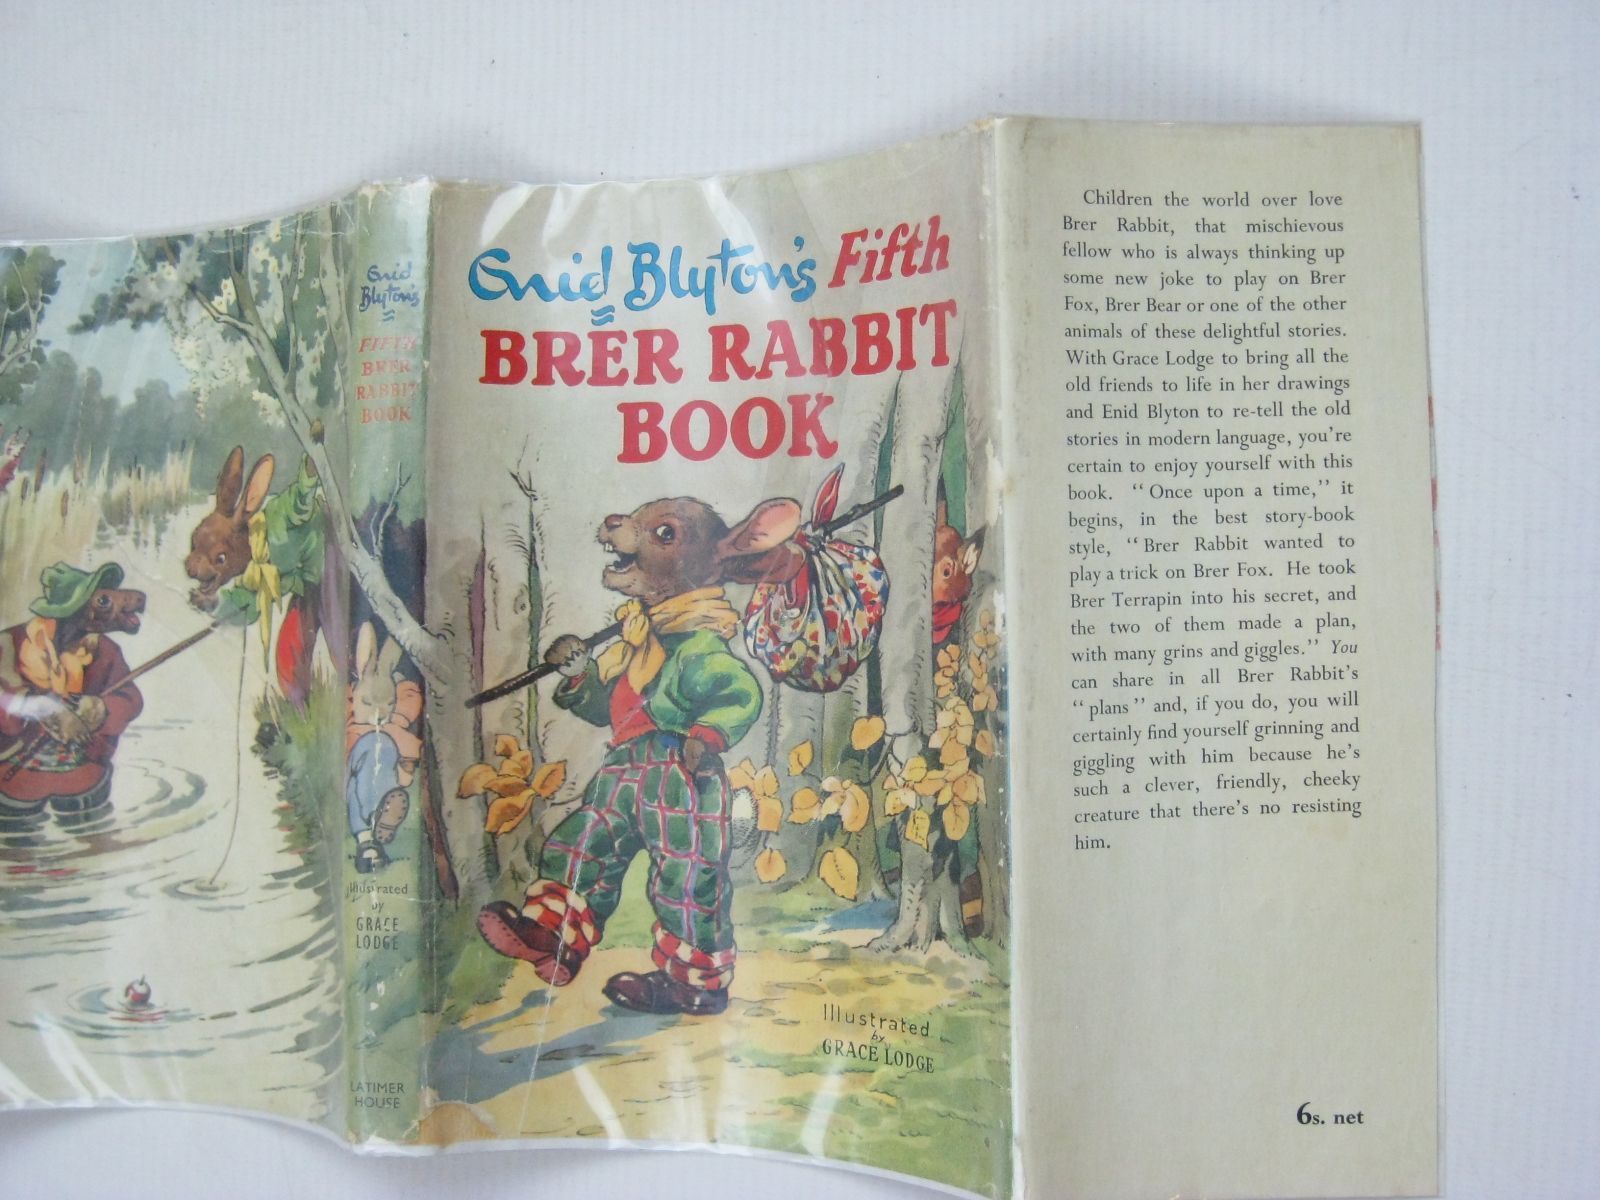 Enid
Blyton's
FIFTH
BRER
RABBIT
BOOK
Illustrated
by
GRACE
LODGE
LATIMER
HOUSE
Enid Blyton's Fifth
BRER RABBIT
BOOK
Illustrated
by
GRACE LODGE
Children the world over love
Brer Rabbit, that mischievous
fellow who is always thinking up
some new joke to play on Brer
Fox, Brer Bear or one of the other
animals of these delightful stories.
With Grace Lodge to bring all the
old friends to life in her drawings
and Enid Blyton to re-tell the old
stories in modern language, you're
certain to enjoy yourself with this
book. "Once upon a time," it
begins, in the best story-book
style, "Brer Rabbit wanted to
play a trick on Brer Fox. He took
Brer Terrapin into his secret, and
the two of them made a plan,
with many grins and giggles." You
can share in all Brer Rabbit's
"plans" and, if you do, you will
certainly find yourself grinning and
giggling with him because he's
such a clever, friendly, cheeky
creature that there's no resisting
him.
6s. net